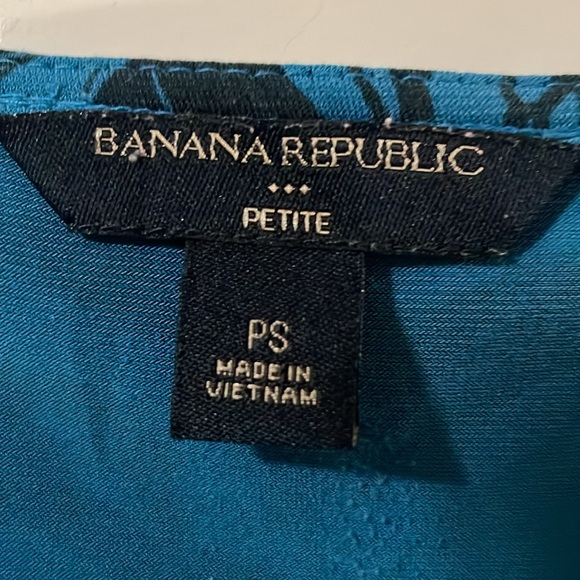 BANANA REPUBLIC
PETITE
PS
MADE IN
VIETNAM